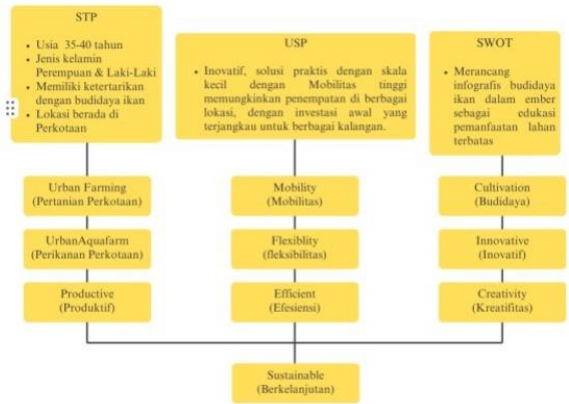 STP
• Usia 35-40 tahun
• Jenis kelamin
Perempuan & Laki-Laki
• Memiliki ketertarikan
dengan budidaya ikan
• Lokasi berada di
Perkotaan
USP
• Inovatif, solusi praktis dengan skala
kecil dengan Mobilitas tinggi
memungkinkan penempatan di berbagai
lokasi, dengan investasi awal yang
terjangkau untuk berbagai kalangan.
SWOT
• Merancang
infografis budidaya
ikan dalam ember
sebagai edukasi
pemanfaatan lahan
terbatas
Urban Farming
(Pertanian Perkotaan)
Mobility
(Mobilitas)
Cultivation
(Budidaya)
UrbanAquafarm
(Perikanan Perkotaan)
Flexiblity
(fleksibilitas)
Innovative
(Inovatif)
Productive
(Produktif)
Efficient
(Efesiensi)
Creativity
(Kreatifitas)
Sustainable
(Berkelanjutan)